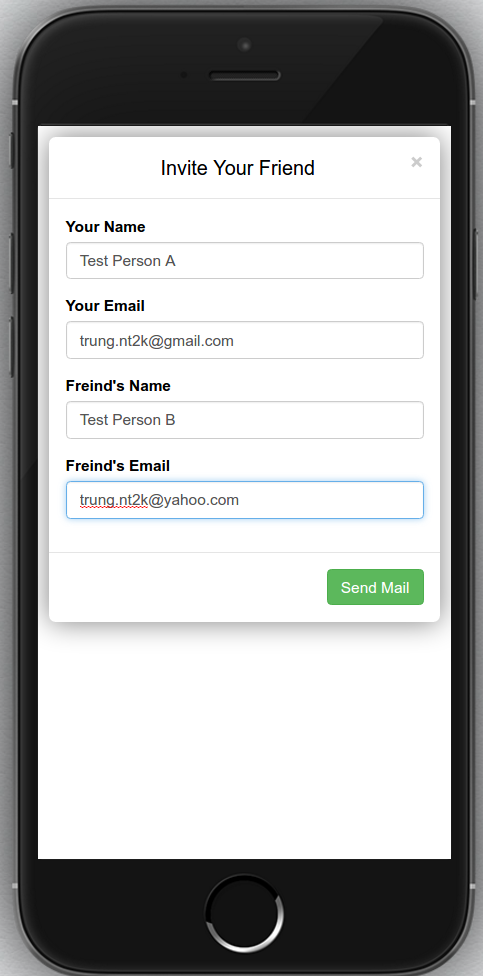 Invite Your Friend ×
Your Name
Test Person A
Your Email
trung.nt2k@gmail.com
Freind's Name
Test Person B
Freind's Email
trung.nt2k@yahoo.com
Send Mail